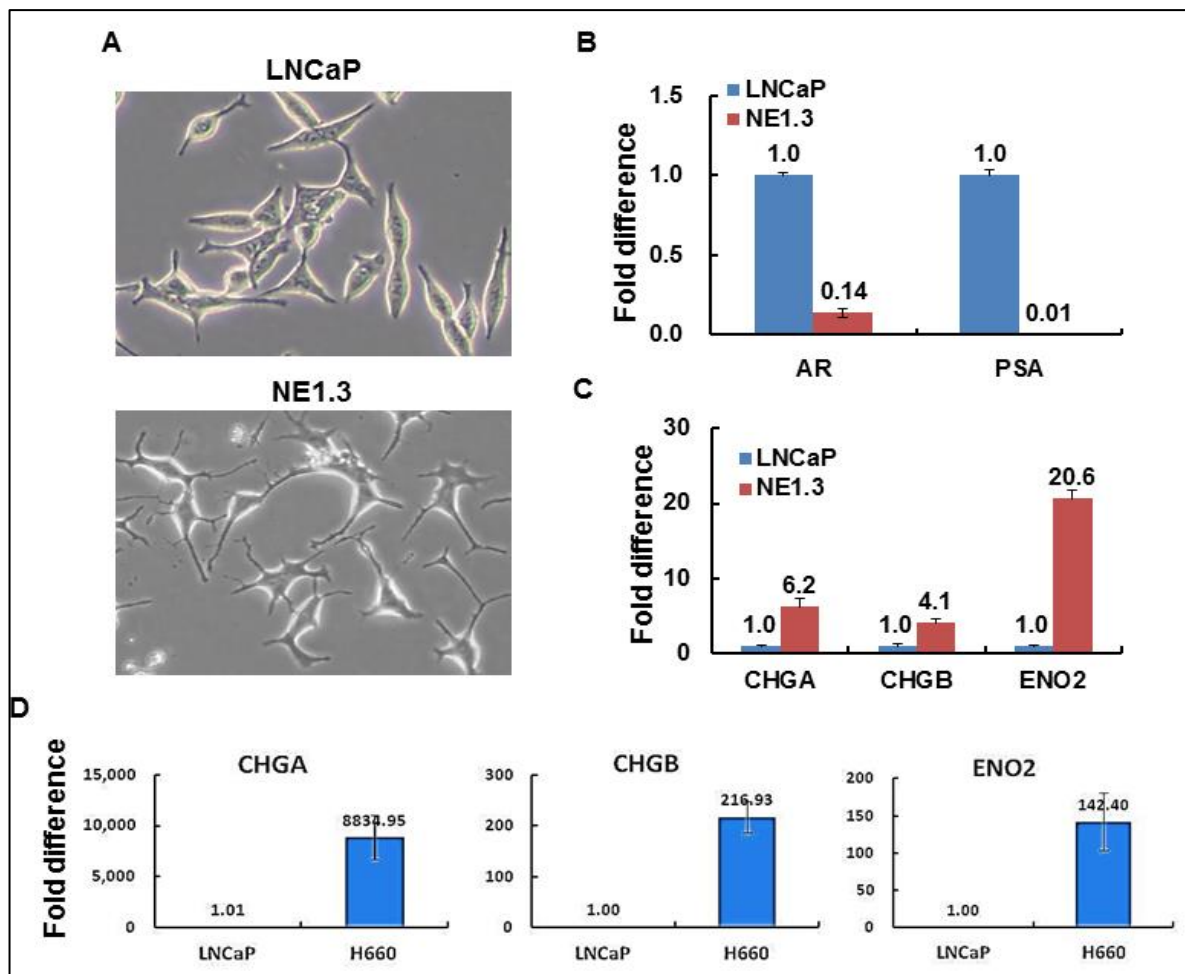 A
LNCaP
NE1.3
B
LNCaP
NE1.3
Fold difference
1.5
1.0
0.5
0.0
1.0
0.14
1.0
0.01
AR
PSA
C
LNCaP
NE1.3
Fold difference
30
20
10
0
1.0
6.2
1.0
4.1
1.0
20.6
CHGA
CHGB
ENO2
D
Fold difference
CHGA
15,000
10,000
5,000
0
1.01
8834.95
LNCaP
H660
CHGB
300
200
100
0
1.00
216.93
LNCaP
H660
ENO2
200
150
100
50
0
1.00
142.40
LNCaP
H660